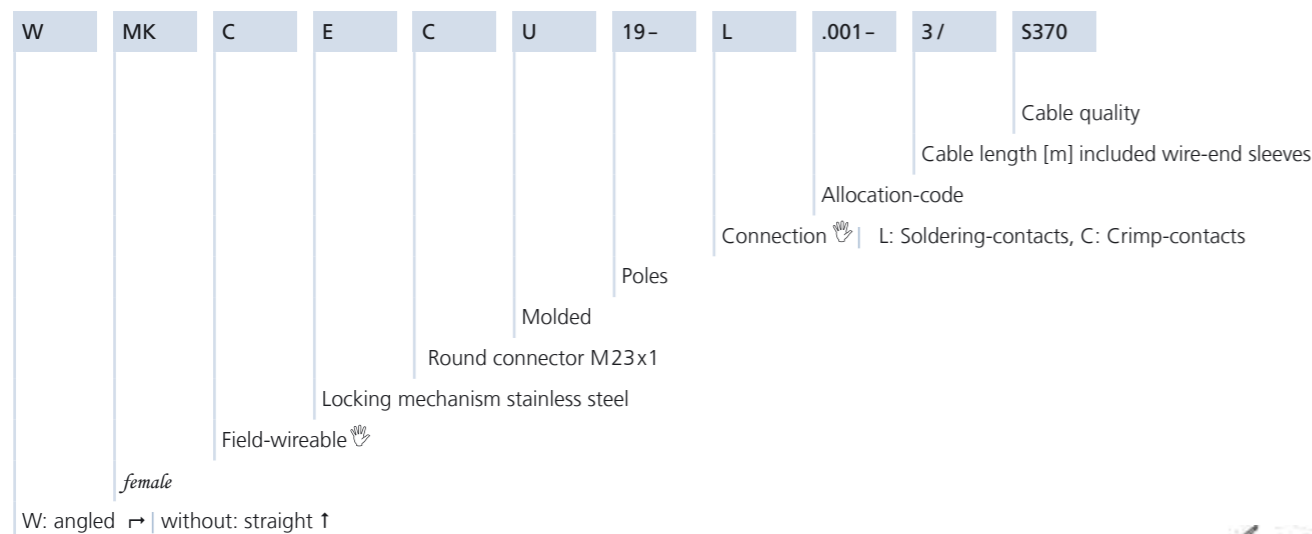 W MK C E C U 19– L .001– 3/ S370
Cable quality
Cable length [m] included wire-end sleeves
Allocation-code
Connection | L: Soldering-contacts, C: Crimp-contacts
Poles
Molded
Round connector M23x1
Locking mechanism stainless steel
Field-wireable
female
W: angled ↱ | without: straight ↑